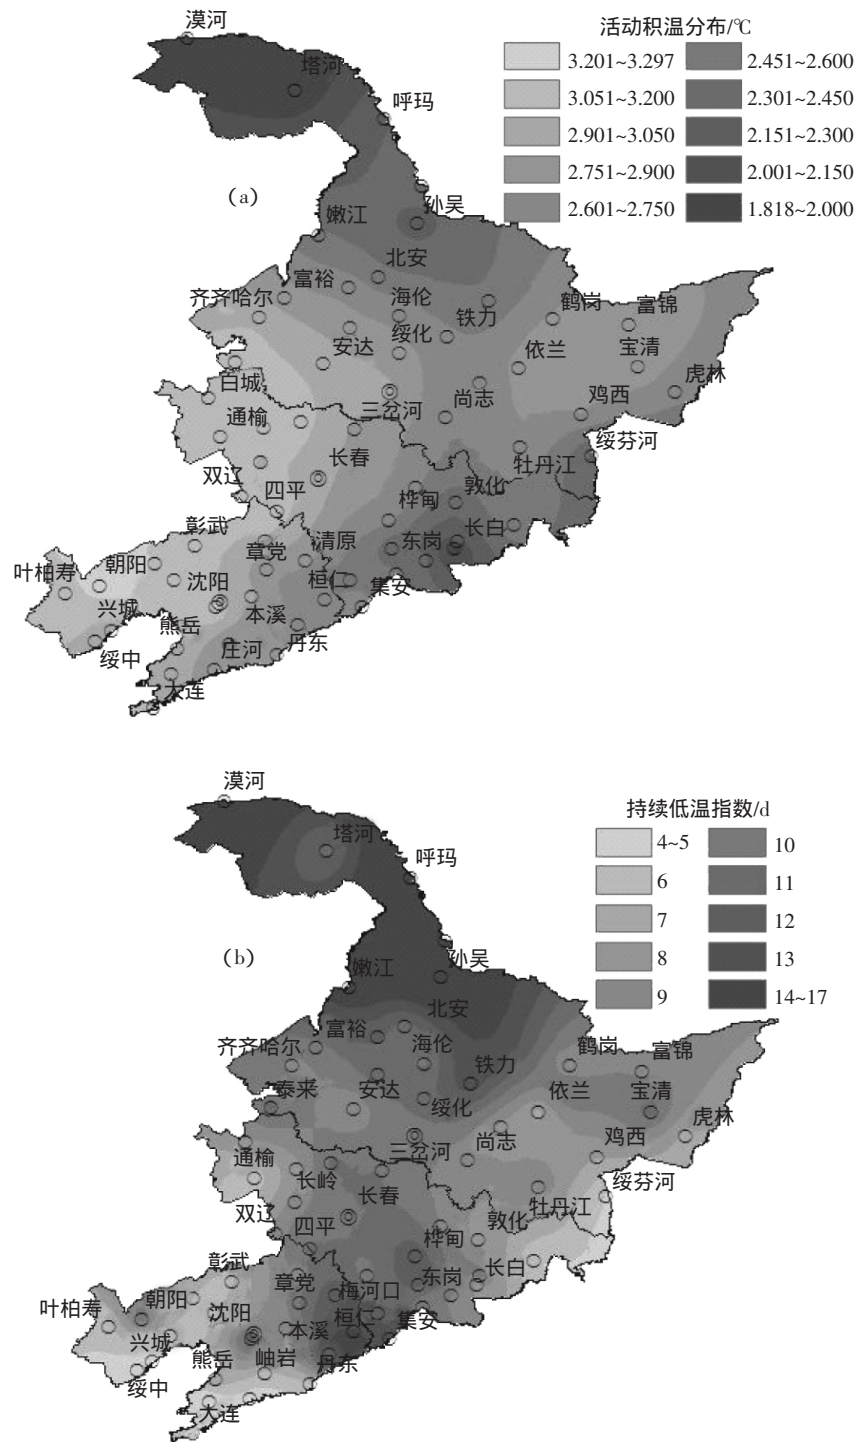 漠河
活动积温分布/℃
塔河
3.201~3.297
2.451~2.600
呼玛
3.051~3.200
2.301~2.450
2.901~3.050
2.151~2.300
2.751~2.900
2.001~2.150
(a)
孙吴
2.601~2.750
1.818~2.000
嫩江
北安
富裕
齐齐哈尔
海伦
鹤岗
富锦
铁力
绥化
安达
依兰
宝清
白城
虎林
三岔河
尚志
鸡西
通榆
绥芬河
长春
牡丹江
双辽
四平
桦甸
敦化
彰武
长白
清原
章党
东岗
叶柏寿
朝阳
沈阳
桓仁
集安
兴城
熊岳
本溪
绥中
庄河
丹东
大连
漠河
持续低温指数/d
塔河
4~5
10
呼玛
6
11
7
12
(b)
孙吴
8
13
嫩江
9
14~17
北安
富裕
齐齐哈尔
海伦
鹤岗
富锦
铁力
泰来
安达
依兰
宝清
绥化
虎林
三岔河
尚志
鸡西
通榆
长岭
绥芬河
长春
牡丹江
双辽
四平
敦化
桦甸
彰武
长白
章党
梅河口
东岗
叶柏寿
朝阳
沈阳
桓仁
集安
兴城
本溪
熊岳
岫岩
丹东
绥中
大连